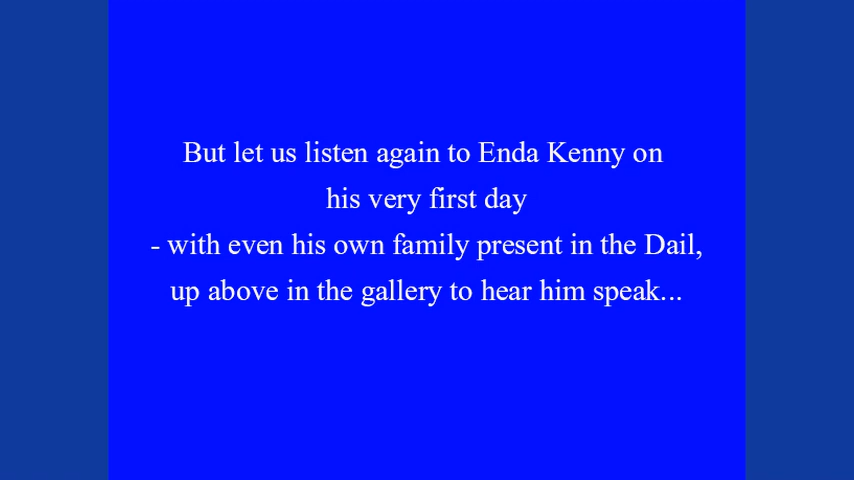 But let us listen again to Enda Kenny on
his very first day
- with even his own family present in the Dail,
up above in the gallery to hear him speak...